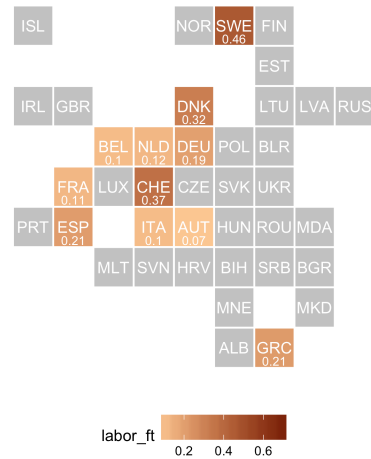 ISL NOR SWE FIN
0.46
EST
IRL GBR DNK LTU LVA RUS
0.32
BEL NLD DEU POL BLR
0.1 0.12 0.19
FRA LUX CHE CZE SVK UKR
0.11 0.37
PRT ESP ITA AUT HUN ROU MDA
0.21 0.1 0.07
MLT SVN HRV BIH SRB BGR
MNE MKD
ALB GRC
0.21
labor_ft
0.2 0.4 0.6